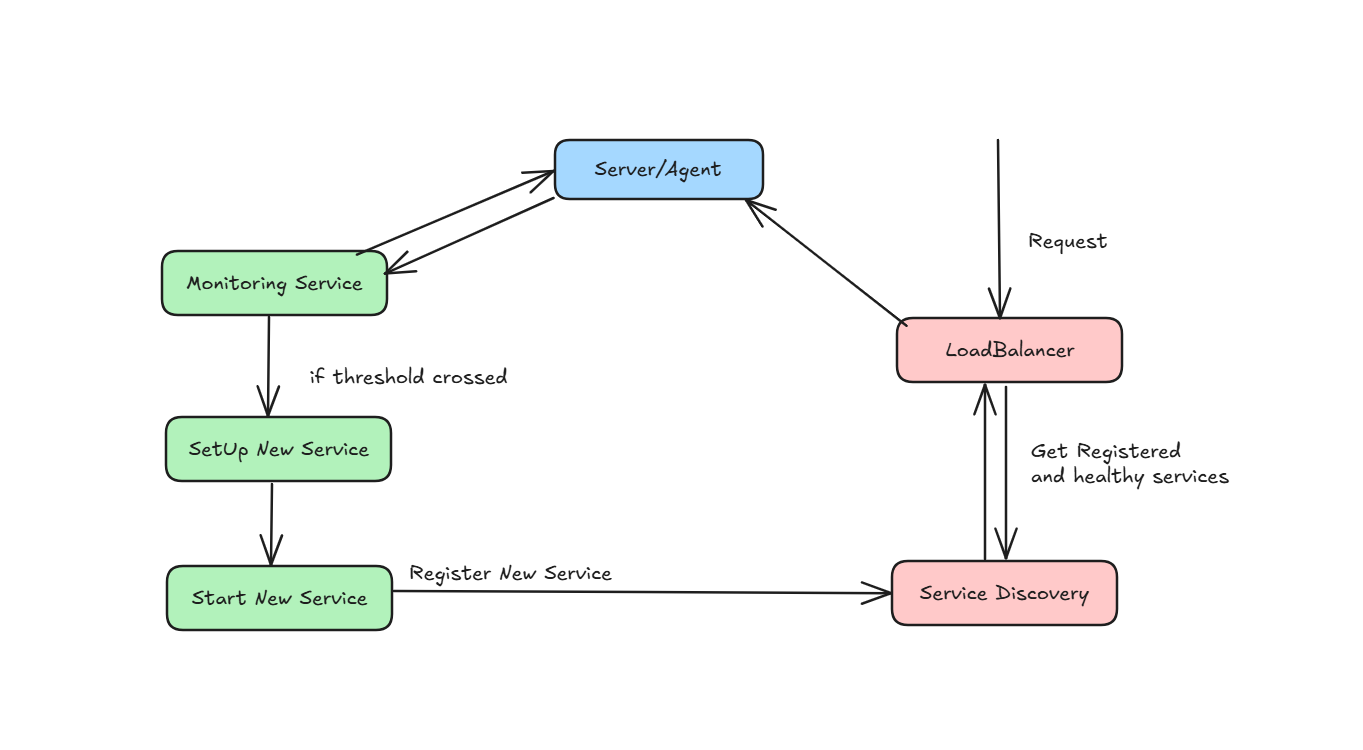 Server/Agent
Request
Monitoring Service
LoadBalancer
if threshold crossed
SetUp New Service
Get Registered
and healthy services
Register New Service
Start New Service
Service Discovery